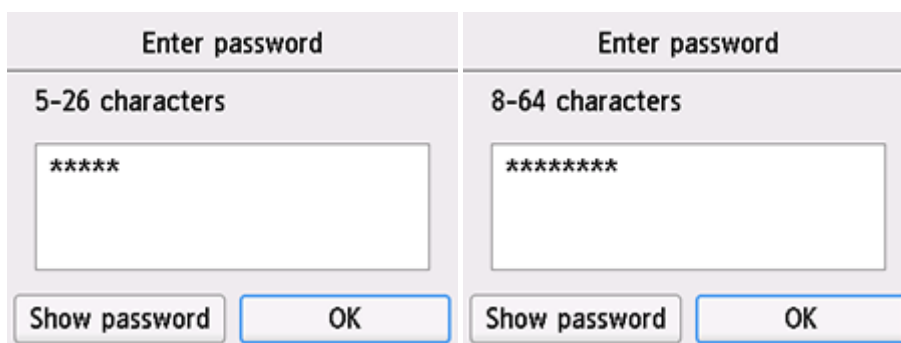 Enter password
5-26 characters
*****
Show password
OK
Enter password
8-64 characters
********
Show password
OK